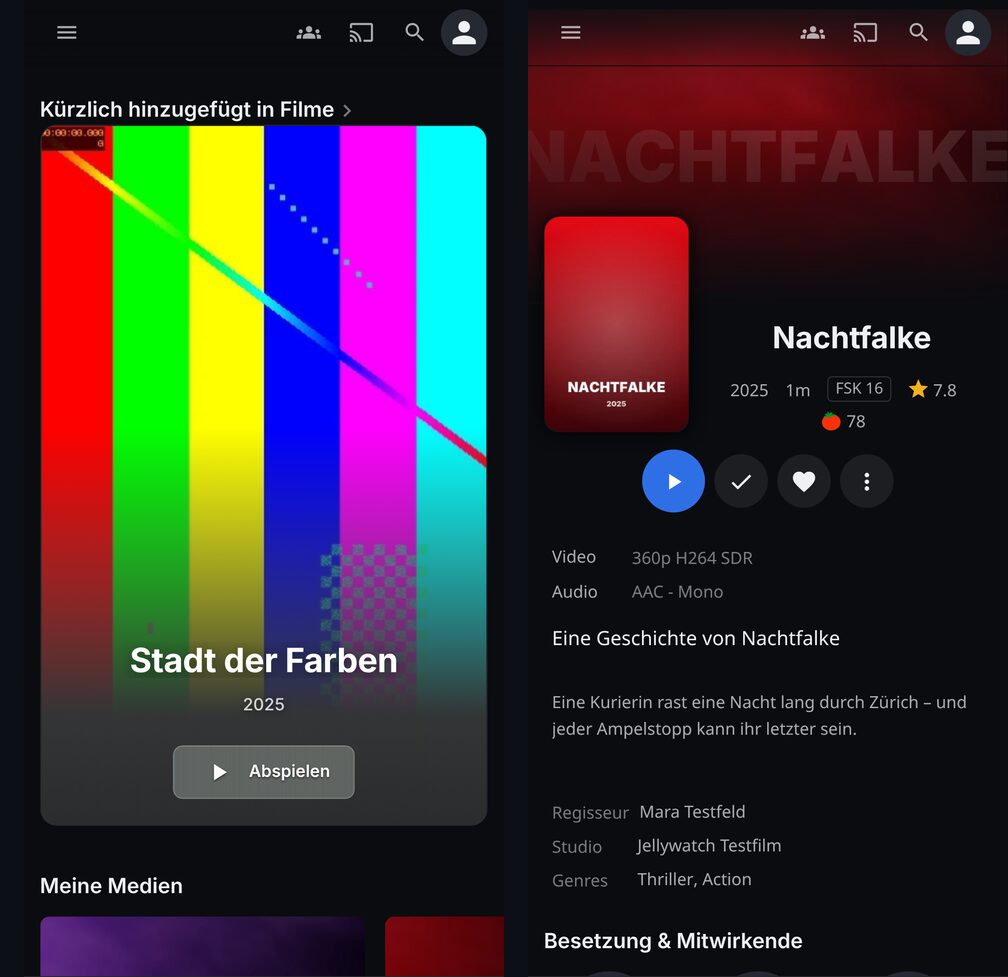 Kürzlich hinzugefügt in Filme
0:00:00.000
0
Stadt der Farben
2025
Abspielen
Meine Medien
NACHTFALKE
NACHTFALKE
2025
Nachtfalke
2025 1m FSK 16 7.8
78
Video 360p H264 SDR
Audio AAC - Mono
Eine Geschichte von Nachtfalke
Eine Kurierin rast eine Nacht lang durch Zürich – und
jeder Ampelstopp kann ihr letzter sein.
Regisseur Mara Testfeld
Studio Jellywatch Testfilm
Genres Thriller, Action
Besetzung & Mitwirkende